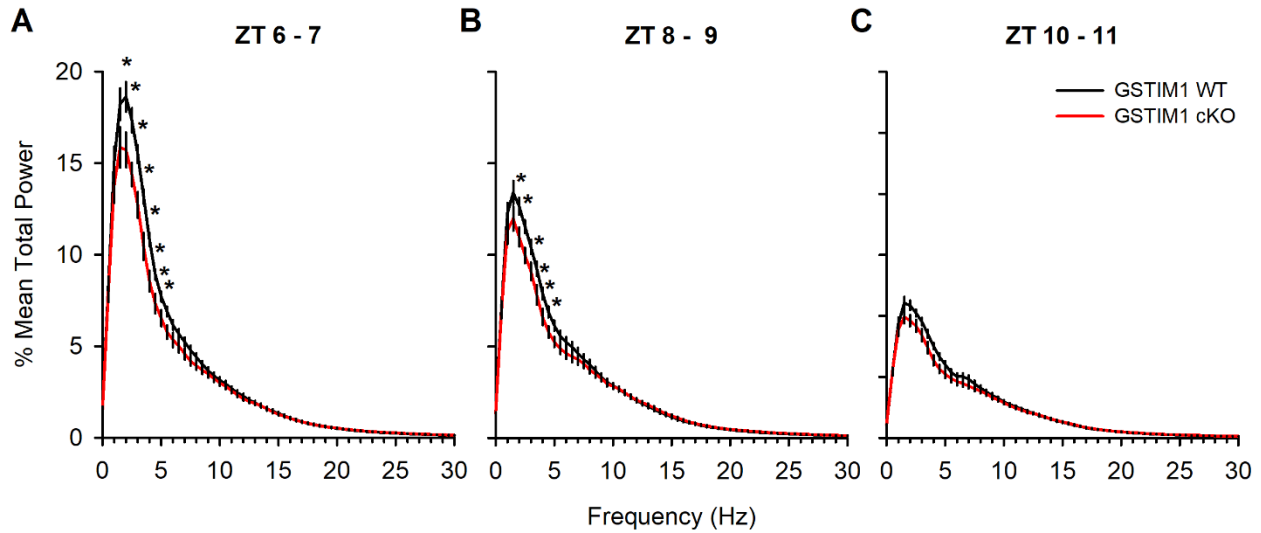 A ZT 6 - 7 B ZT 8 - 9 C ZT 10 - 11
GSTIM1 WT
GSTIM1 cKO
% Mean Total Power
20
15
10
5
0
* * * * * * * *
* * * * * *
0 5 10 15 20 25 30 0 5 10 15 20 25 30 0 5 10 15 20 25 30
Frequency (Hz)